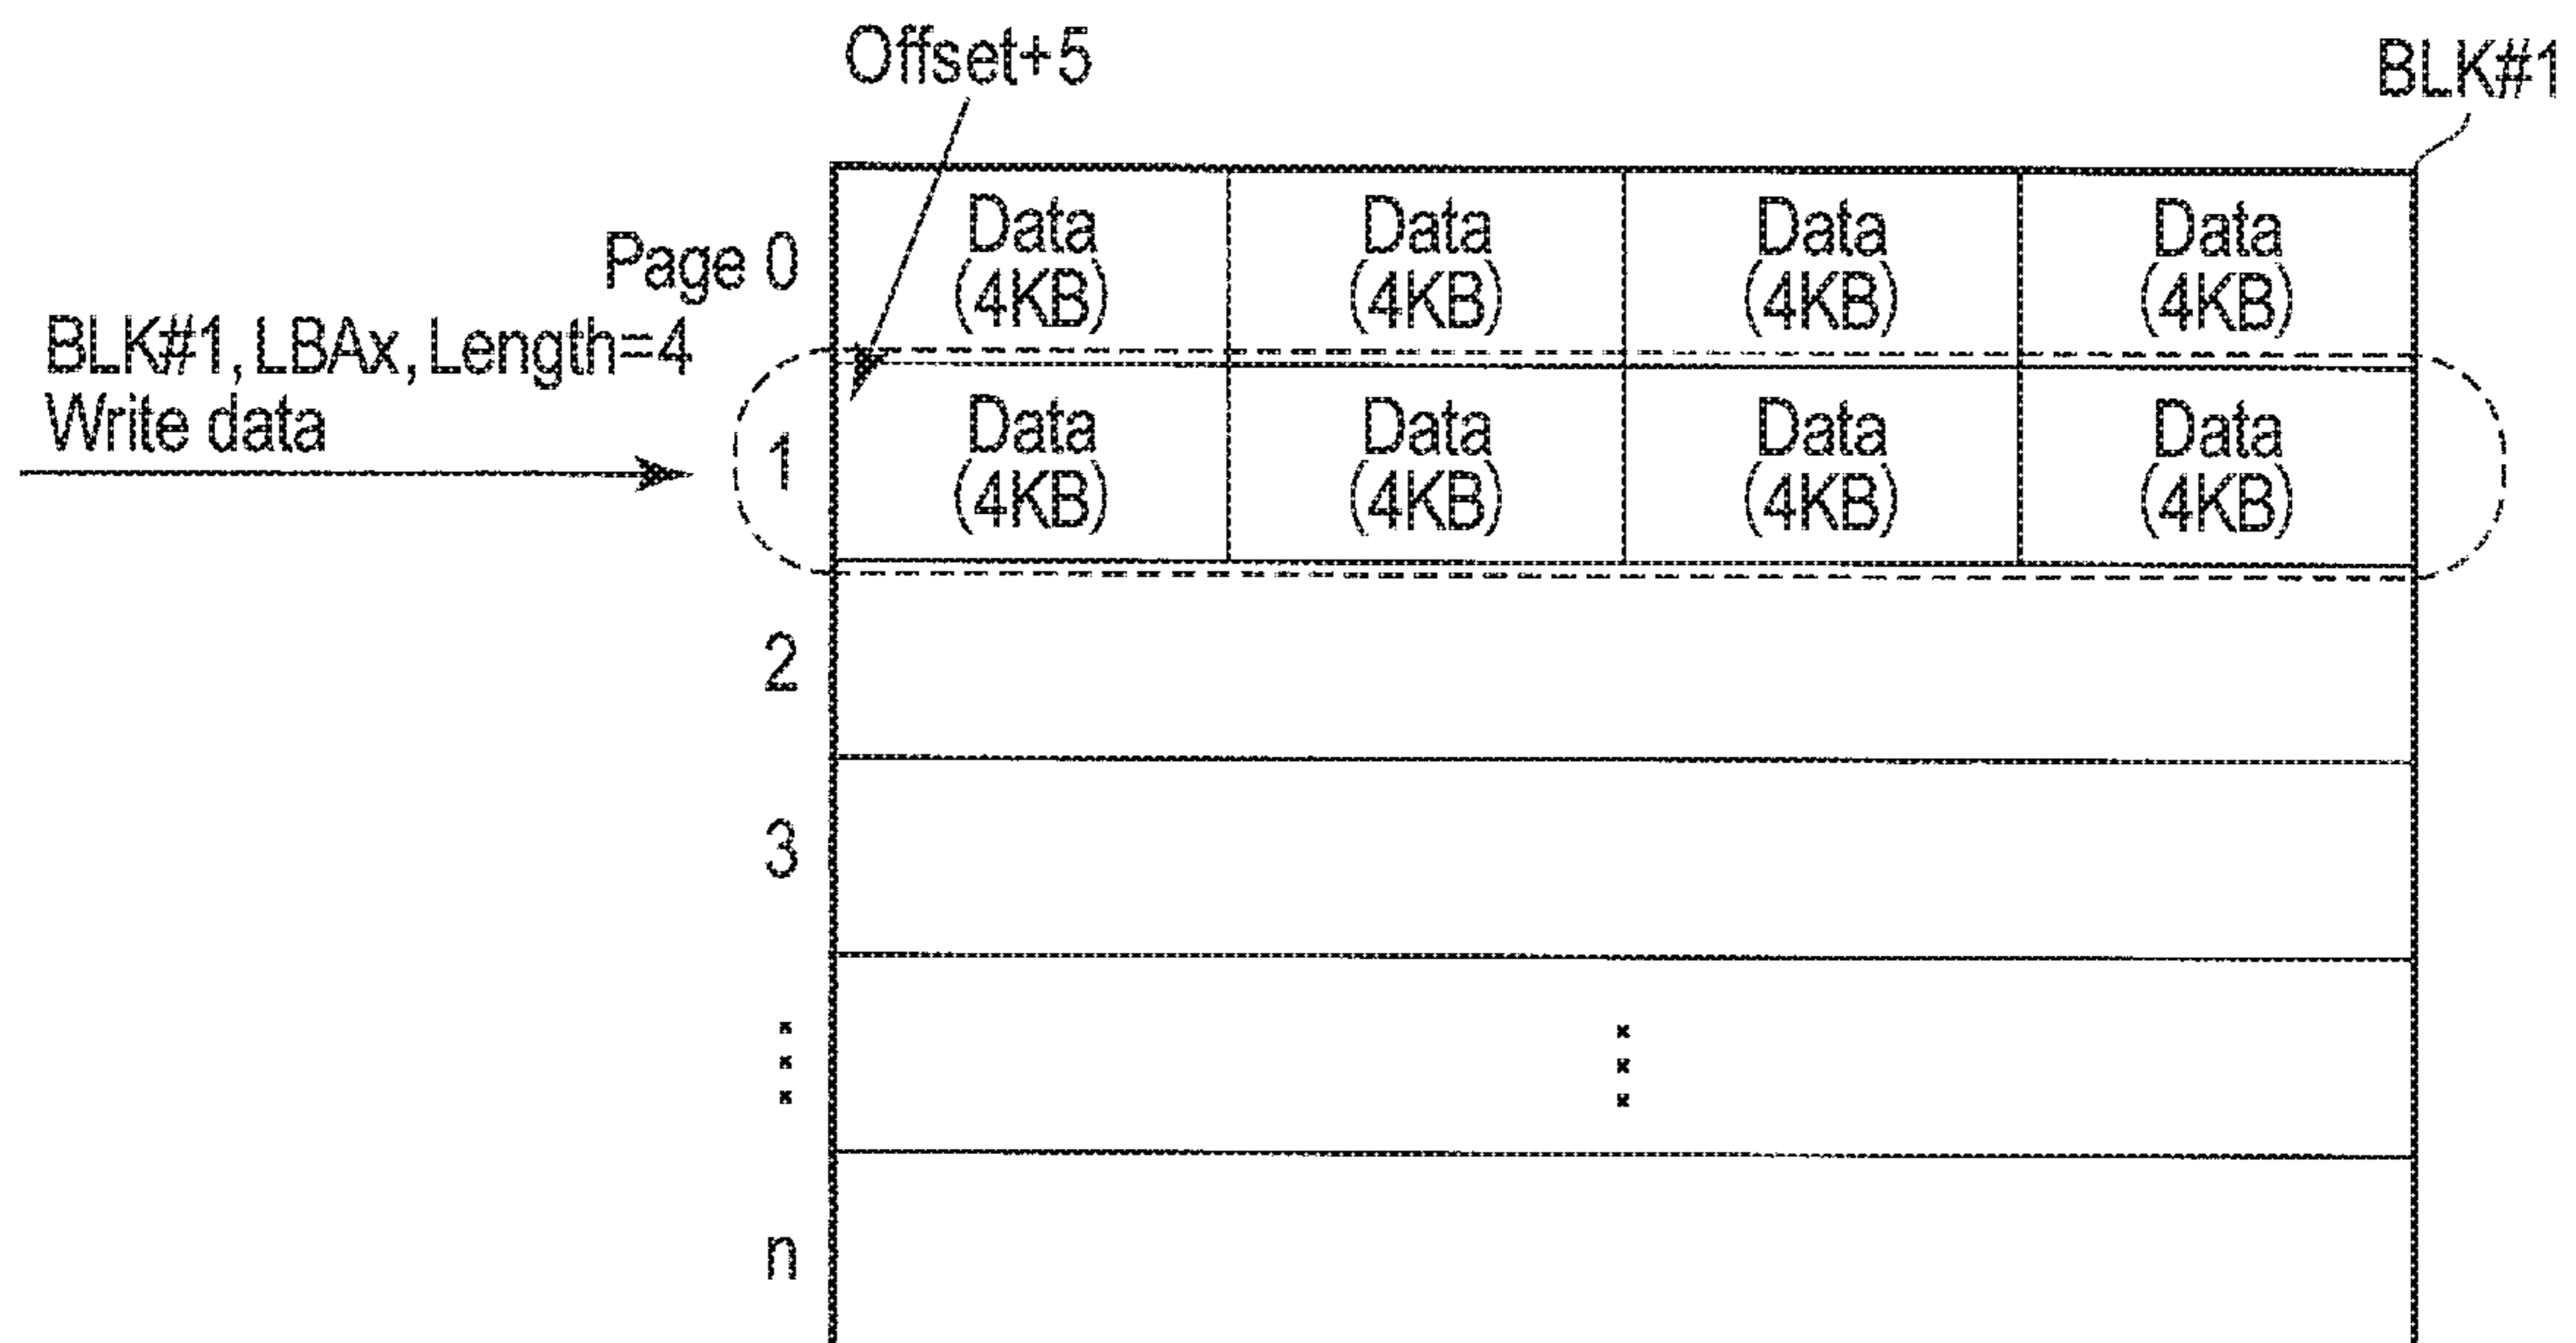 Offset+5
BLK#1
Page 0
Data Data Data Data
(4KB) (4KB) (4KB) (4KB)
BLK#1, LBAx, Length=4
Write data
1
Data Data Data Data
(4KB) (4KB) (4KB) (4KB)
2
3
n